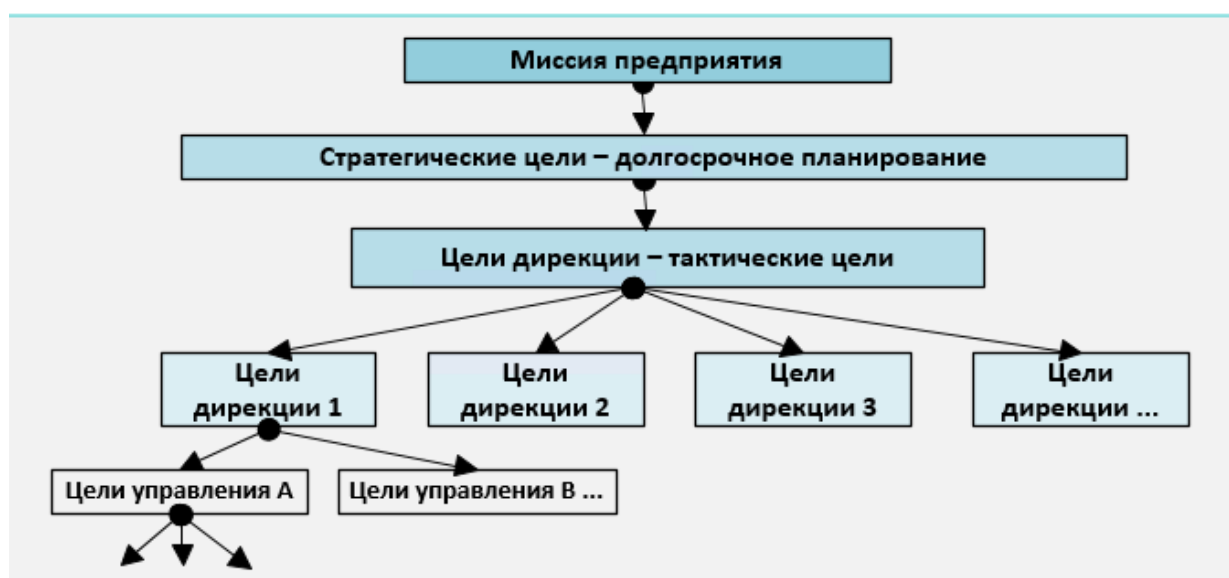 Миссия предприятия
Стратегические цели – долгосрочное планирование
Цели дирекции – тактические цели
Цели
дирекции 1
Цели
дирекции 2
Цели
дирекции 3
Цели
дирекции ...
Цели управления А
Цели управления В ...